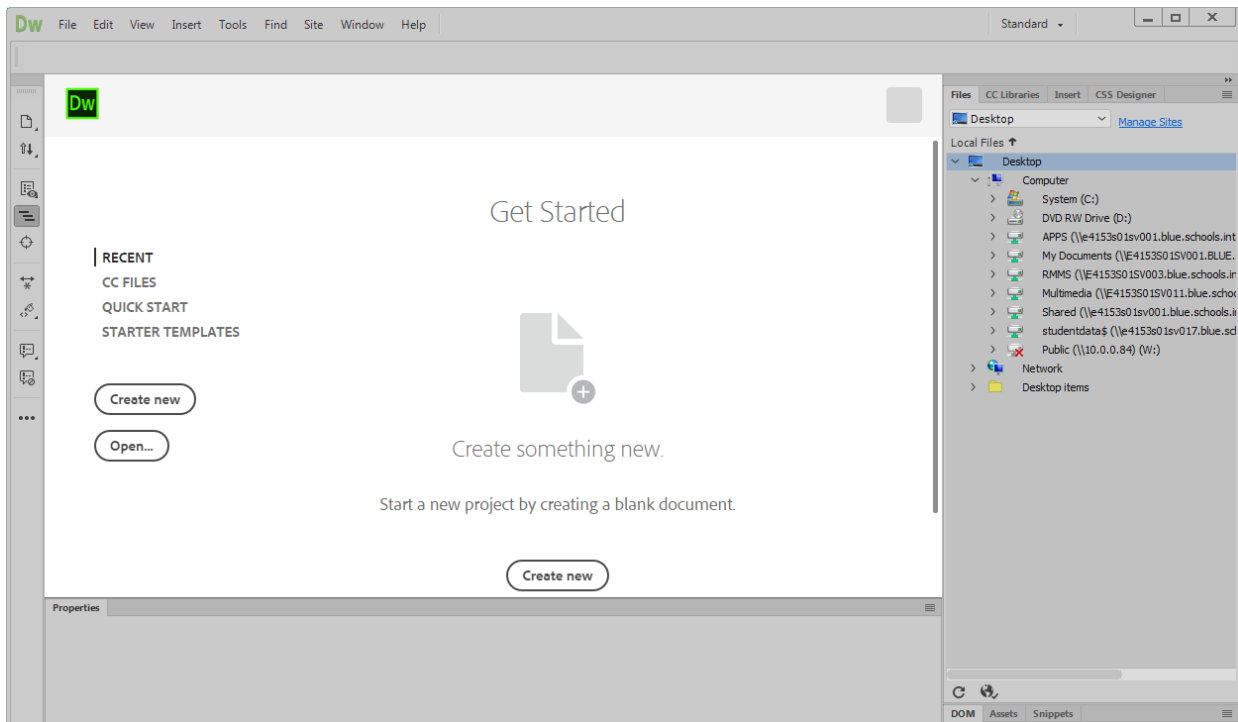 Dw File Edit View Insert Tools Find Site Window Help Standard
Dw
Get Started
RECENT
CC FILES
QUICK START
STARTER TEMPLATES
Create new
Open...
Create something new.
Start a new project by creating a blank document.
Create new
Properties
Files CC Libraries Insert CSS Designer
Desktop Manage Sites
Local Files
Desktop
Computer
System (C:)
DVD RW Drive (D:)
APPS (\\e4153s01sv001.blue.schools.int
My Documents (\\E4153S01SV001.BLUE.
RMMS (\\E4153S01SV003.blue.schools.in
Multimedia (\\E4153S01SV011.blue.schoo
Shared (\\e4153s01sv001.blue.schools.i
studentdata$ (\\e4153s01sv017.blue.sc
Public (\\10.0.0.84) (W:)
Network
Desktop items
DOM Assets Snippets